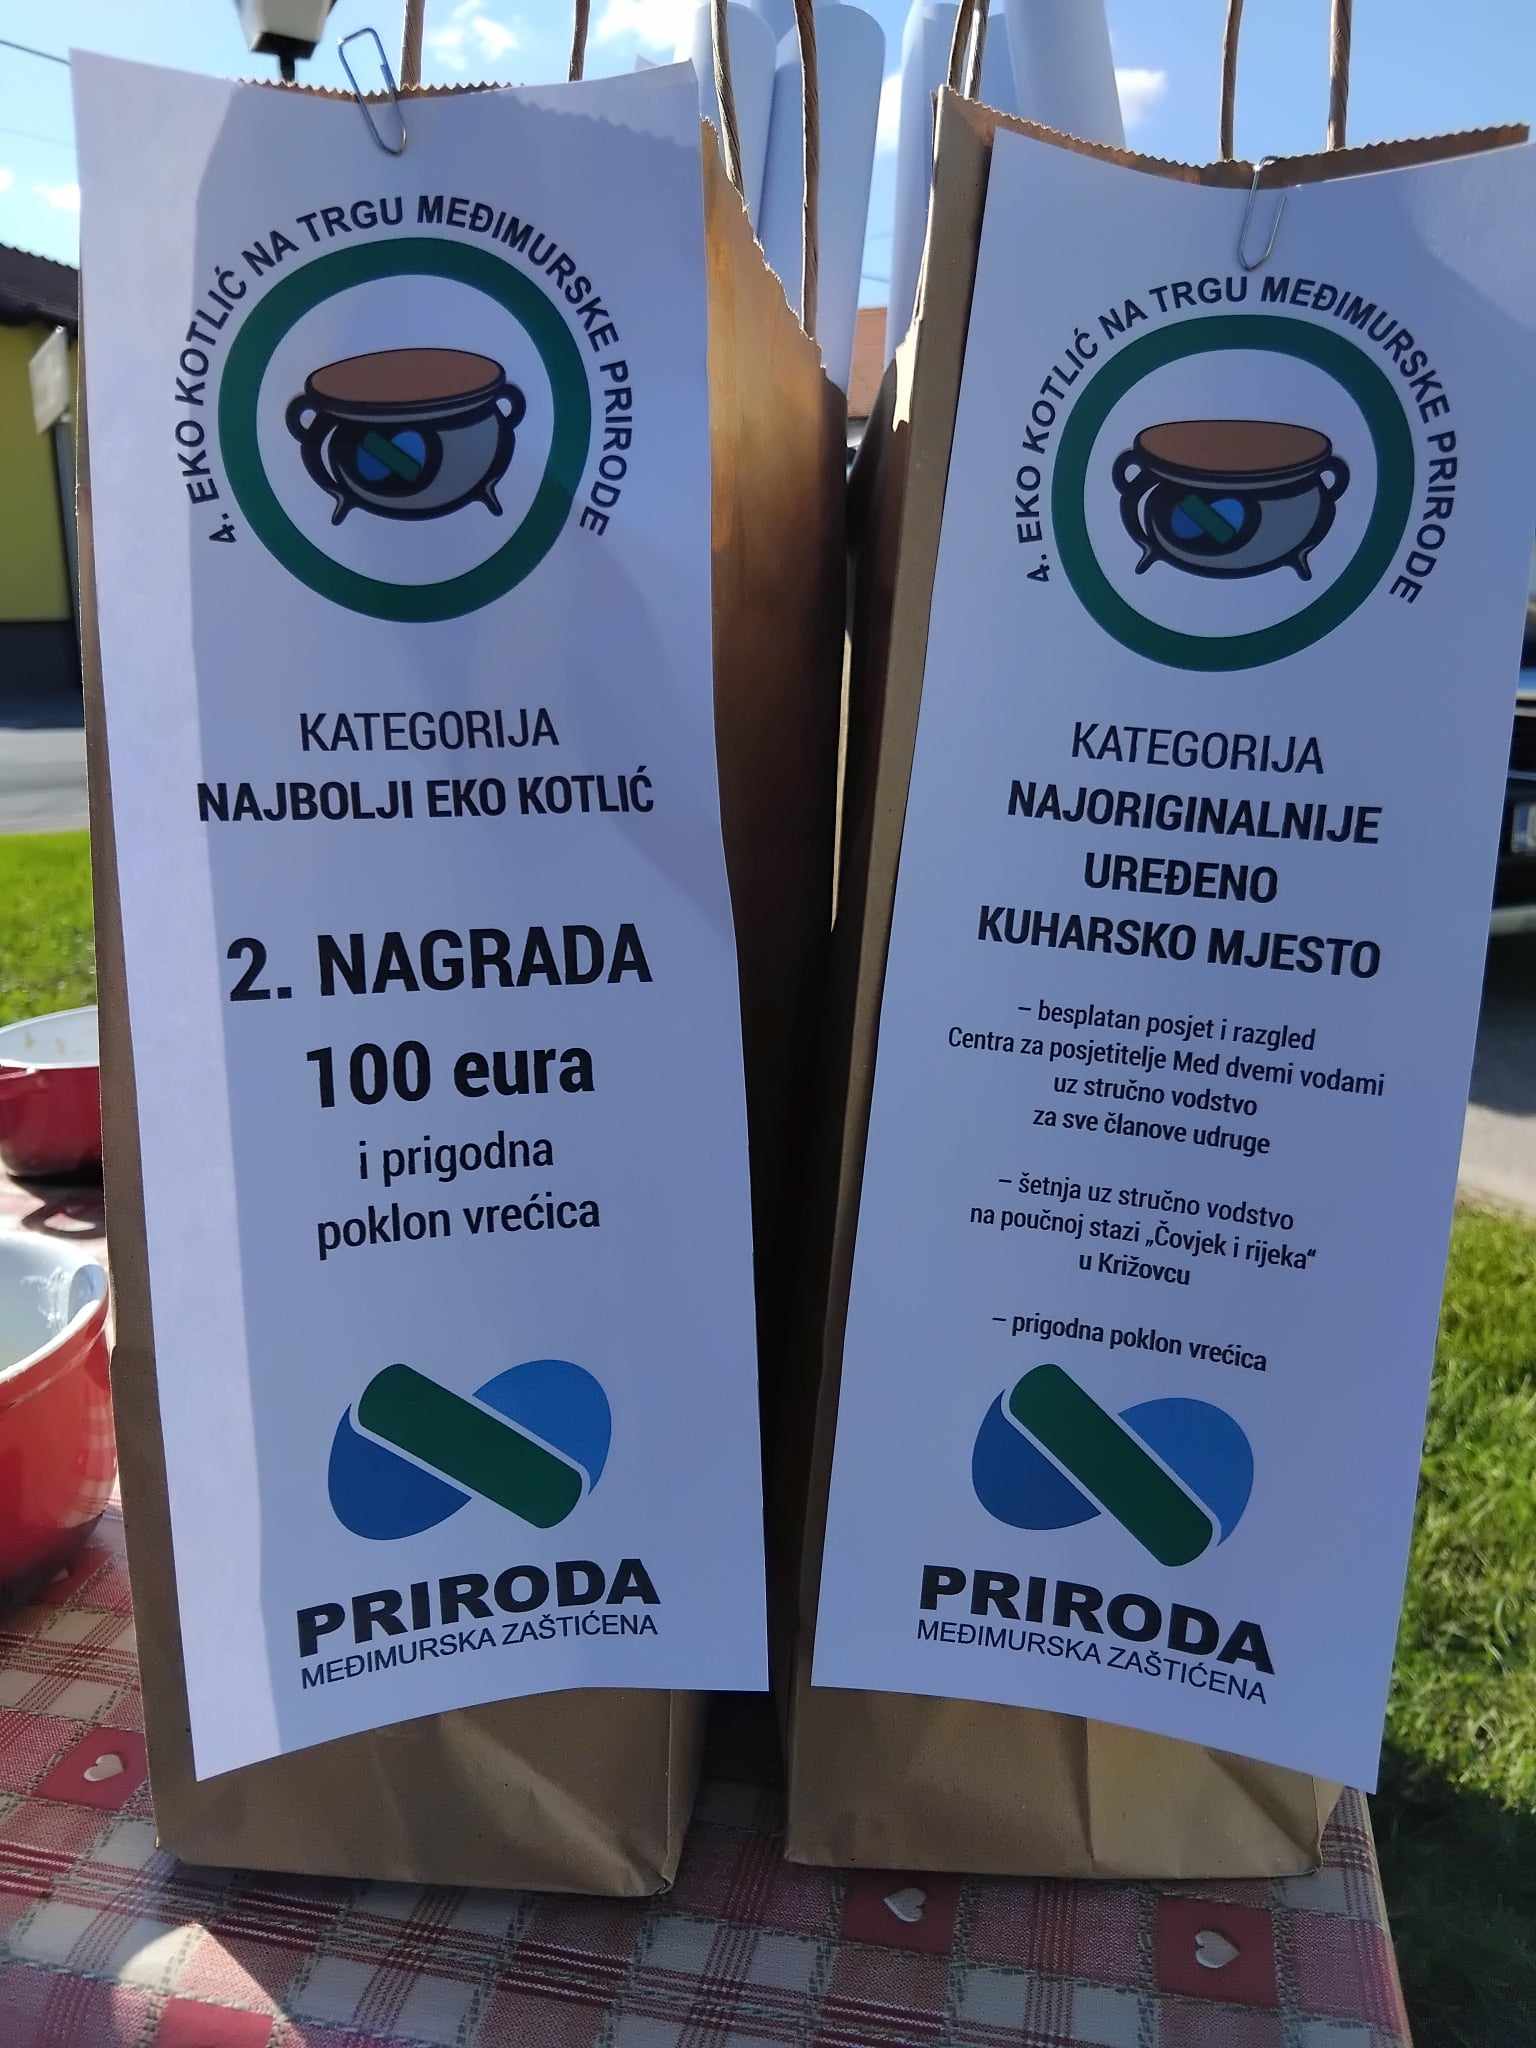 4. EKO KOTLIĆ NA TRGU MEĐIMURSKE PRIRODE
KATEGORIJA
NAJBOLJI EKO KOTLIĆ
2. NAGRADA
100 eura
i prigodna
poklon vrećica
PRIRODA
MEĐIMURSKA ZAŠTIĆENA
4. EKO KOTLIĆ NA TRGU MEĐIMURSKE PRIRODE
KATEGORIJA
NAJORIGINALNIJE
UREĐENO
KUHARSKO MJESTO
– besplatan posjet i razgled
Centra za posjetitelje Med dvemi vodami
uz stručno vodstvo
za sve članove udruge
– šetnja uz stručno vodstvo
na poučnoj stazi „Čovjek i rijeka“
u Križovcu
– prigodna poklon vrećica
PRIRODA
MEĐIMURSKA ZAŠTIĆENA